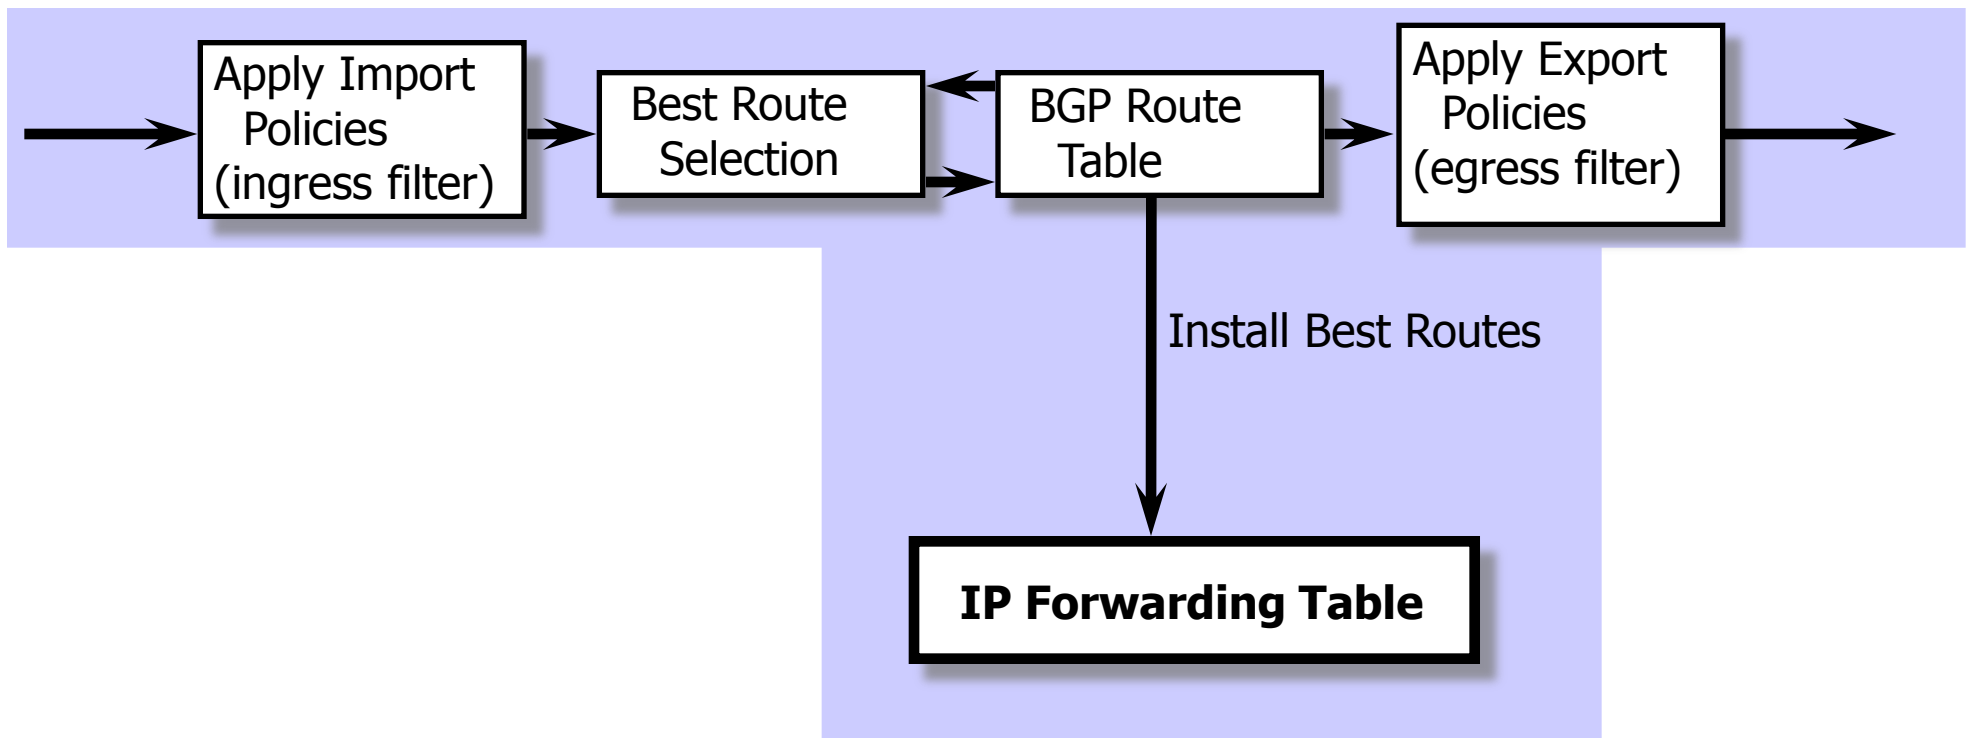 Apply Import
Policies
(ingress filter)
Best Route
Selection
BGP Route
Table
Apply Export
Policies
(egress filter)
Install Best Routes
IP Forwarding Table